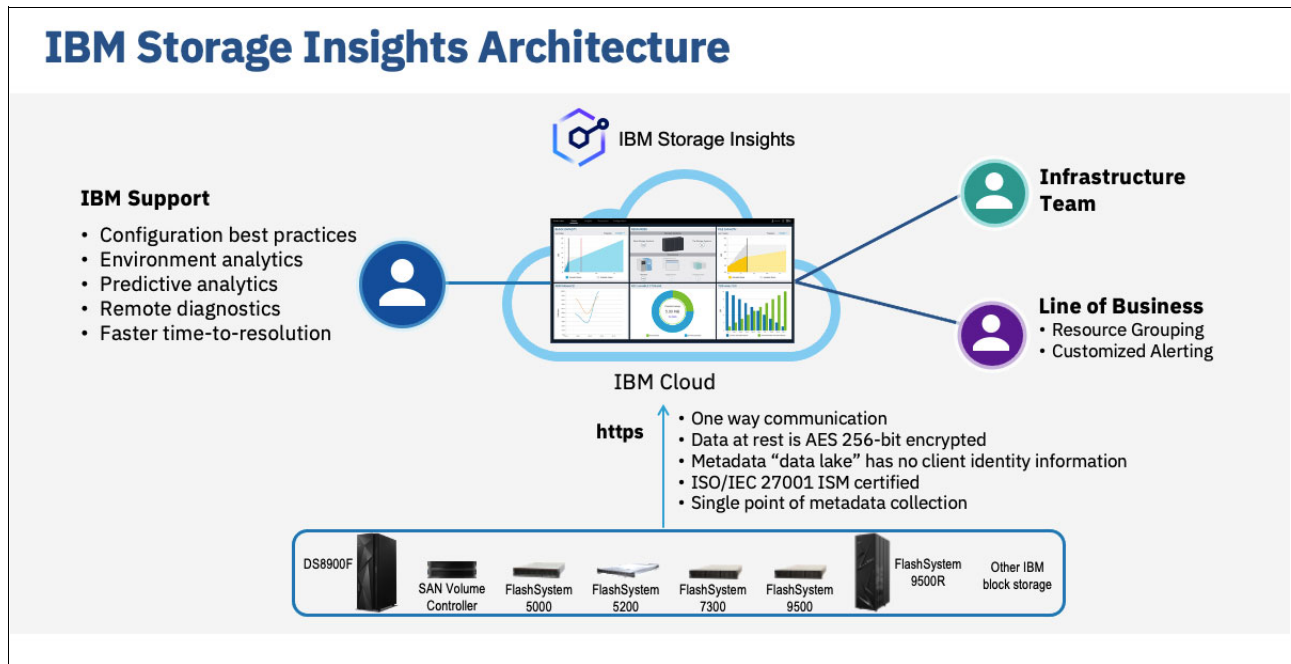 IBM Storage Insights Architecture
IBM Storage Insights
IBM Support
• Configuration best practices
• Environment analytics
• Predictive analytics
• Remote diagnostics
• Faster time-to-resolution
Infrastructure
Team
Line of Business
• Resource Grouping
• Customized Alerting
IBM Cloud
https
• One way communication
• Data at rest is AES 256-bit encrypted
• Metadata “data lake” has no client identity information
• ISO/IEC 27001 ISM certified
• Single point of metadata collection
DS8900F
SAN Volume
Controller
FlashSystem
5000
FlashSystem
5200
FlashSystem
7300
FlashSystem
9500
FlashSystem
9500R
Other IBM
block storage